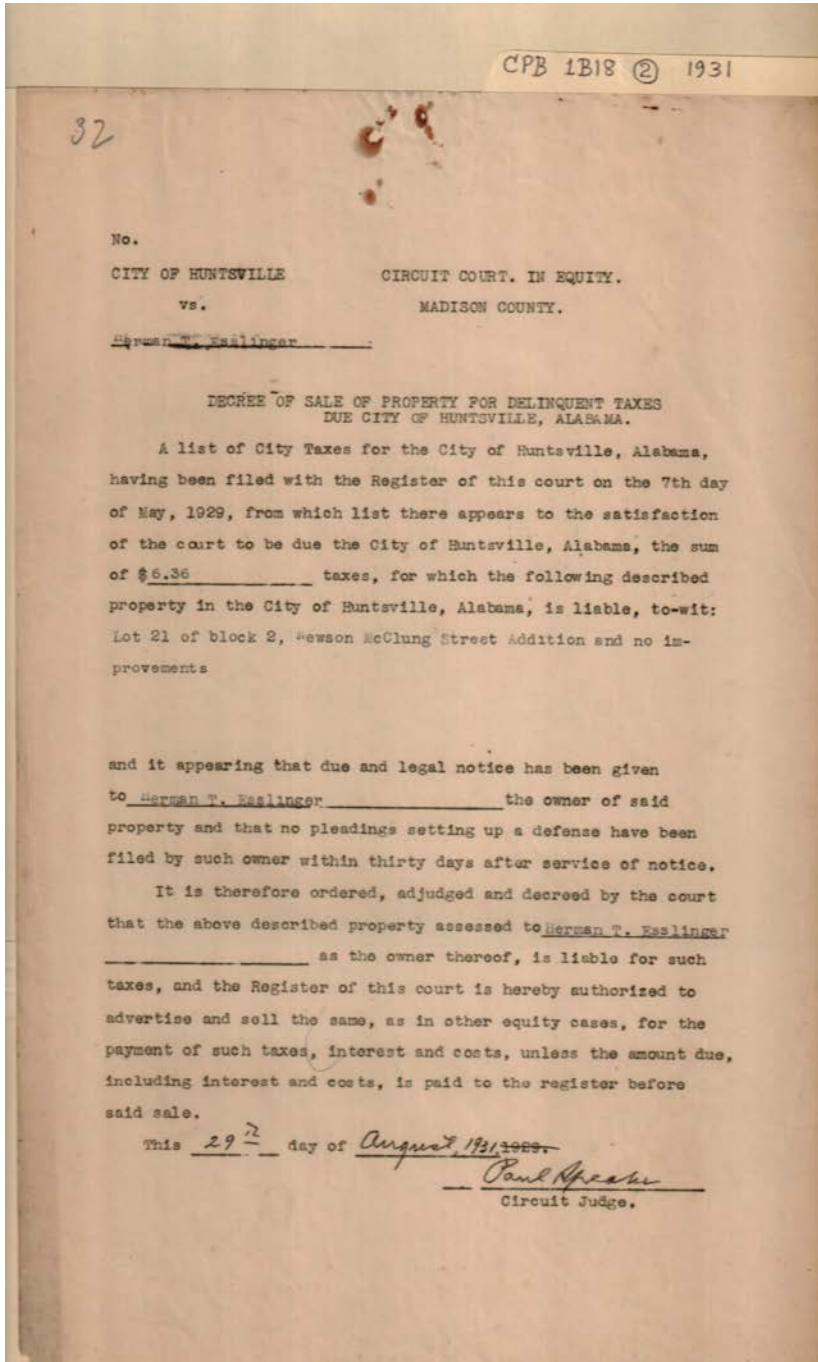 CPB 1B18 ② 1931
32
No.
CITY OF HUNTSVILLE CIRCUIT COURT. IN EQUITY.
vs. MADISON COUNTY.
Herman T. Esslinger
DECREE OF SALE OF PROPERTY FOR DELINQUENT TAXES
DUE CITY OF HUNTSVILLE, ALABAMA.
A list of City Taxes for the City of Huntsville, Alabama,
having been filed with the Register of this court on the 7th day
of May, 1929, from which list there appears to the satisfaction
of the court to be due the City of Huntsville, Alabama, the sum
of $6.36 taxes, for which the following described
property in the City of Huntsville, Alabama, is liable, to-wit:
Lot 21 of block 2, Newson McClung Street Addition and no im-
provements
and it appearing that due and legal notice has been given
to Herman T. Esslinger the owner of said
property and that no pleadings setting up a defense have been
filed by such owner within thirty days after service of notice.
It is therefore ordered, adjudged and decreed by the court
that the above described property assessed to Herman T. Esslinger
as the owner thereof, is liable for such
taxes, and the Register of this court is hereby authorized to
advertise and sell the same, as in other equity cases, for the
payment of such taxes, interest and costs, unless the amount due,
including interest and costs, is paid to the register before
said sale.
This 29th day of August, 1931, 1929.
Paul Speake
Circuit Judge.